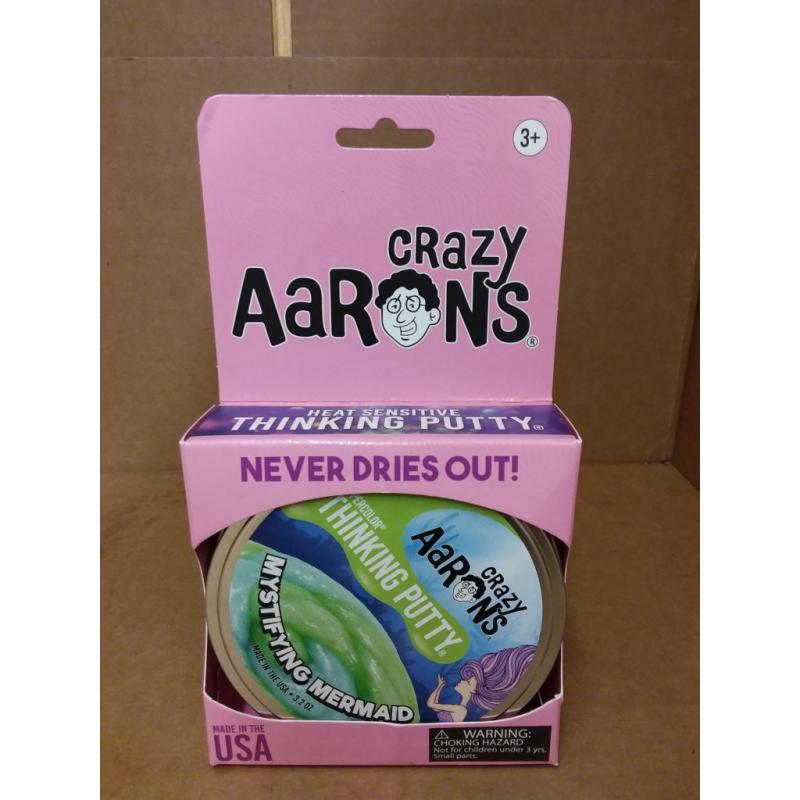 3+
CRAZY
AARONS®
HEAT SENSITIVE
THINKING PUTTY®
NEVER DRIES OUT!
THINKING PUTTY®
CRAZY
AARONS
MYSTIFYING MERMAID
MADE IN THE USA • 3.2 OZ
MADE IN THE
USA
⚠ WARNING:
CHOKING HAZARD
Not for children under 3 yrs.
Small parts.